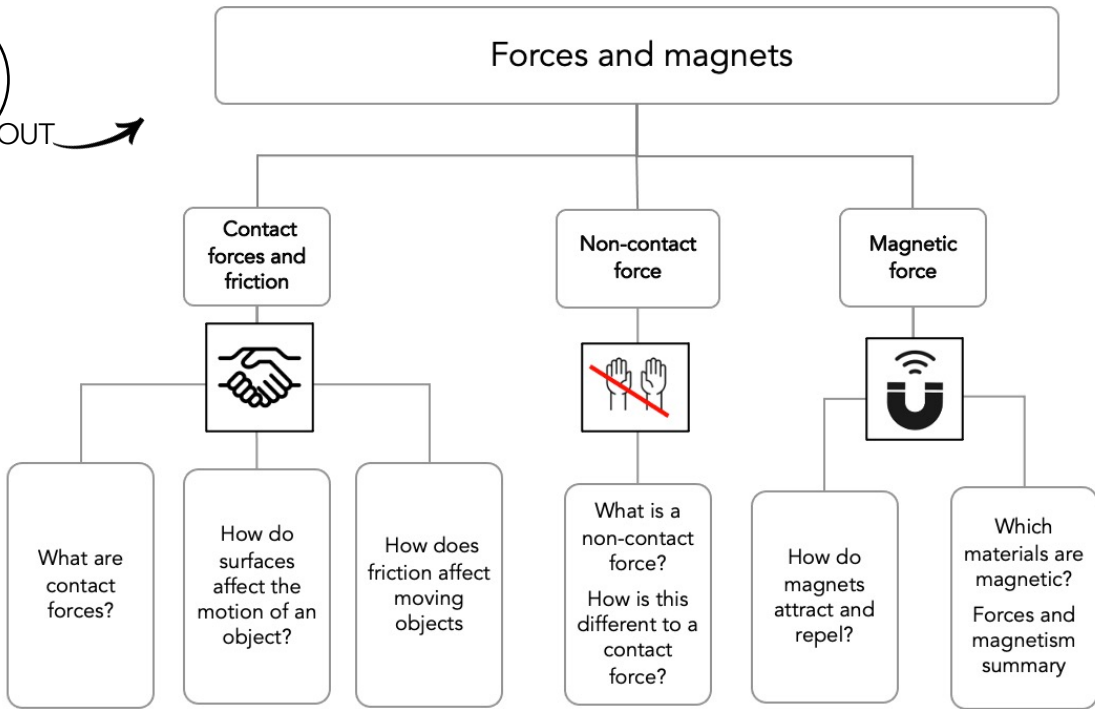 Forces and magnets
OUT
Contact
forces and
friction
Non-contact
force
Magnetic
force
What are
contact
forces?
How do
surfaces
affect the
motion of an
object?
How does
friction affect
moving
objects
What is a
non-contact
force?
How is this
different to a
contact
force?
How do
magnets
attract and
repel?
Which
materials are
magnetic?
Forces and
magnetism
summary